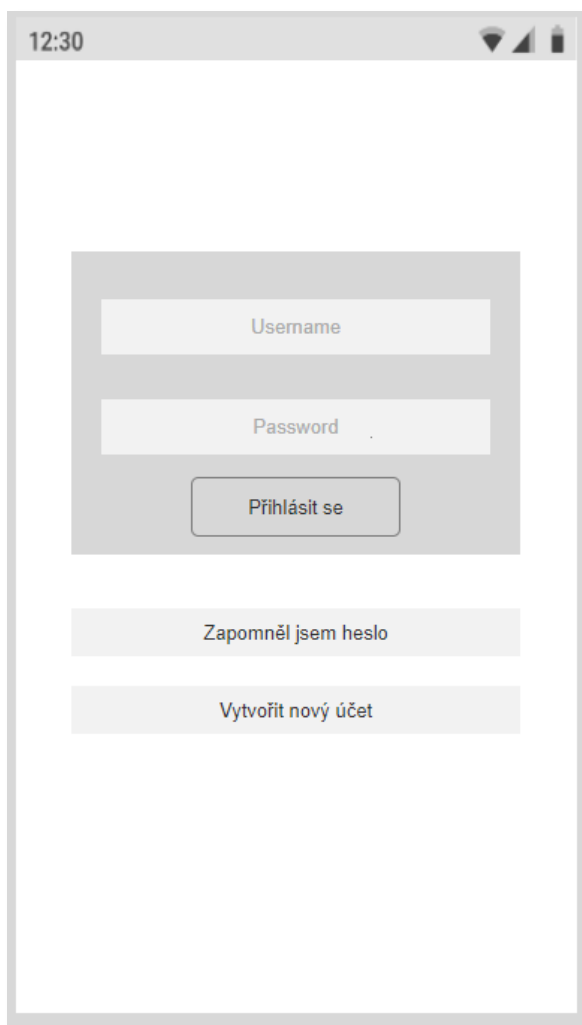 12:30
Username
Password
Přihlásit se
Zapomněl jsem heslo
Vytvořit nový účet